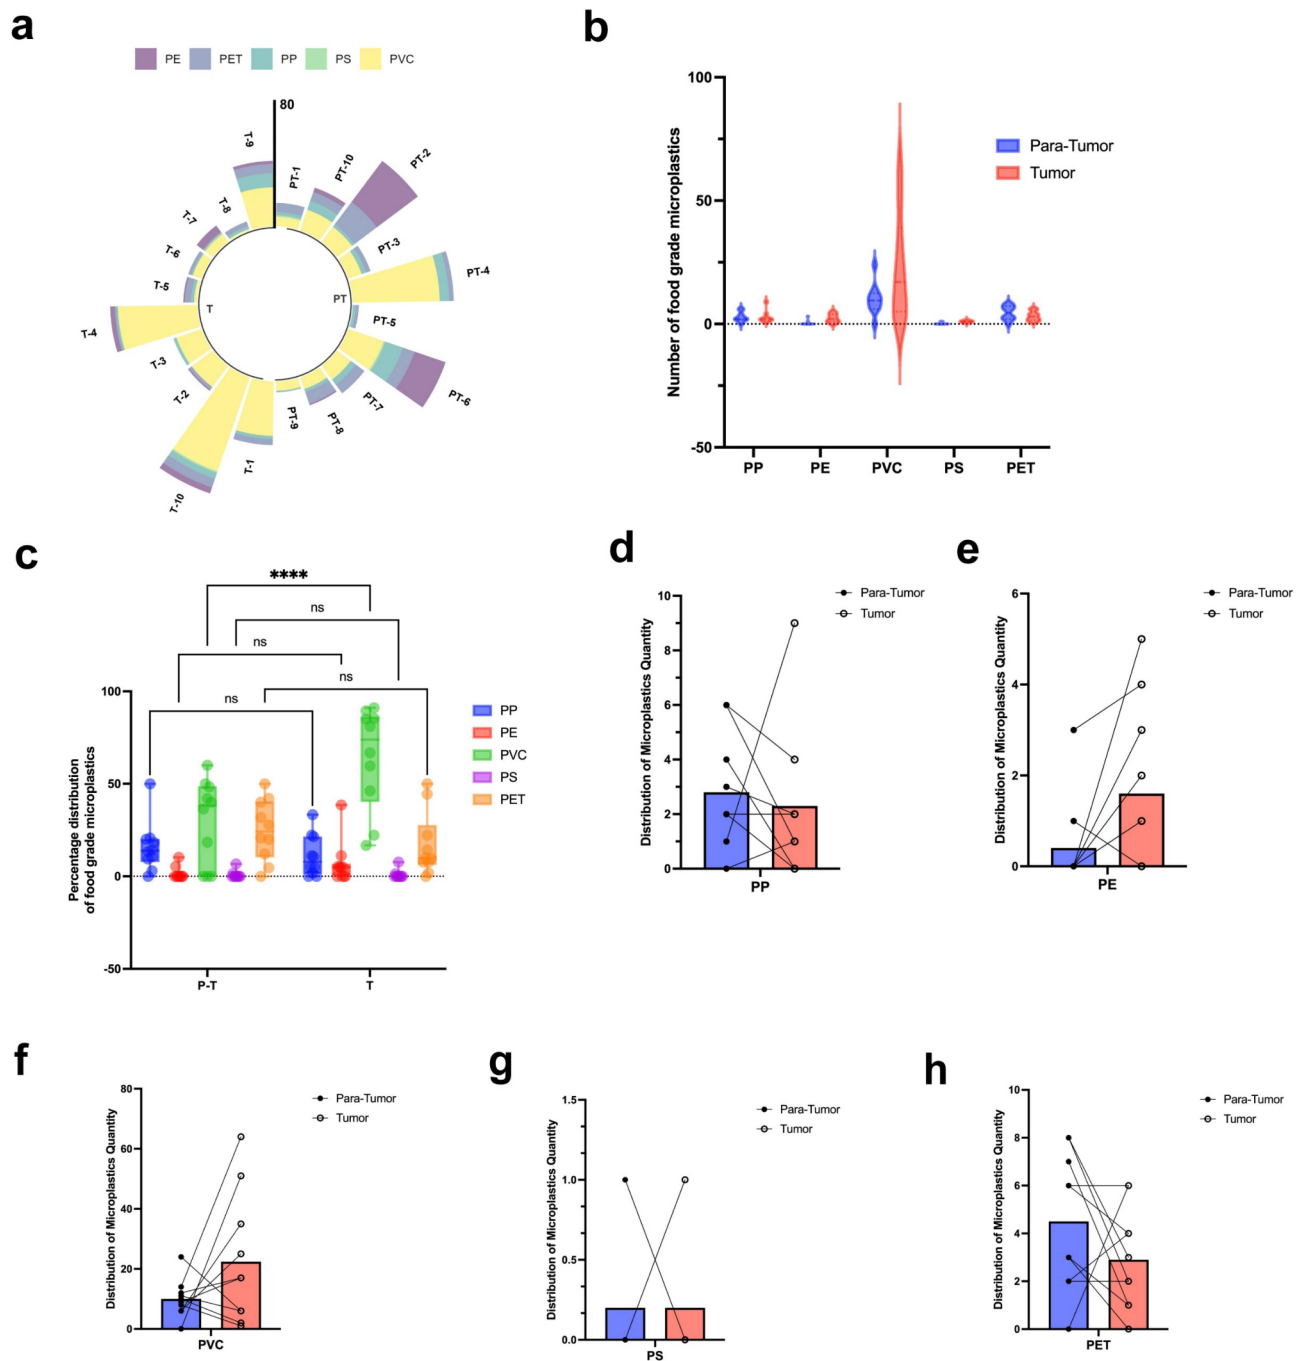 a
PE PET PP PS PVC
80
T-9
PT-1
PT-10
PT-2
T-8
T-7
PT-3
T-6
PT-4
T-5
T
PT
PT-5
T-4
T-3
PT-6
T-2
PT-7
PT-8
PT-9
T-1
T-10
b
Number of food grade microplastics
100
50
0
-50
Para-Tumor
Tumor
PP PE PVC PS PET
c
****
ns
ns
ns
ns
Percentage distribution
of food grade microplastics
100
50
0
-50
P-T T
PP
PE
PVC
PS
PET
d
Distribution of Microplastics Quantity
10
8
6
4
2
0
PP
Para-Tumor
Tumor
e
Distribution of Microplastics Quantity
6
4
2
0
PE
Para-Tumor
Tumor
f
Distribution of Microplastics Quantity
80
60
40
20
0
PVC
Para-Tumor
Tumor
g
Distribution of Microplastics Quantity
1.5
1.0
0.5
0.0
PS
Para-Tumor
Tumor
h
Distribution of Microplastics Quantity
10
8
6
4
2
0
PET
Para-Tumor
Tumor